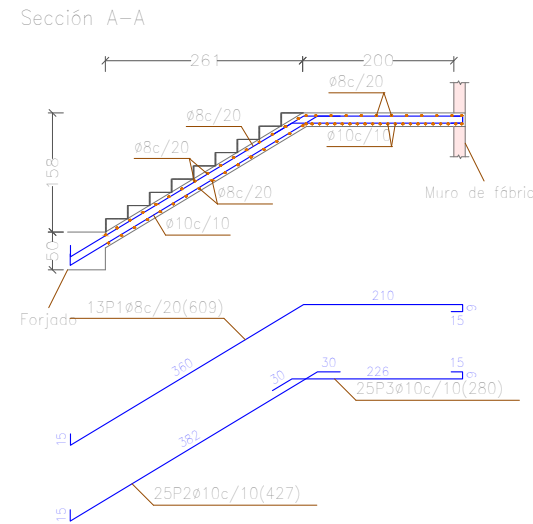 Sección A-A
261
200
ø8c/20
ø8c/20
ø10c/10
ø8c/20
158
ø8c/20
Muro de fábric
ø10c/10
50
13P1ø8c/20(609)
Forjado
210
15
9
360
30
15
30
226
9
25P3ø10c/10(280)
15
382
25P2ø10c/10(427)
15